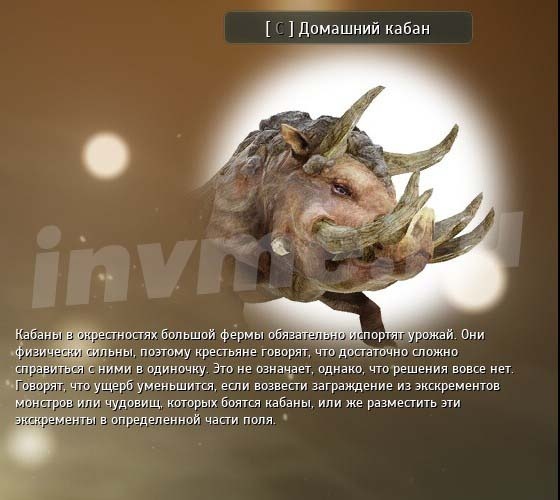 [ C ] Домашний кабан
Кабаны в окрестностях большой фермы обязательно испортят урожай. Они
физически сильны, поэтому крестьяне говорят, что достаточно сложно
справиться с ними в одиночку. Это не означает, однако, что решения вовсе нет.
Говорят, что ущерб уменьшится, если возвести заграждение из экскрементов
монстров или чудовищ, которых боятся кабаны, или же разместить эти
экскременты в определенной части поля.